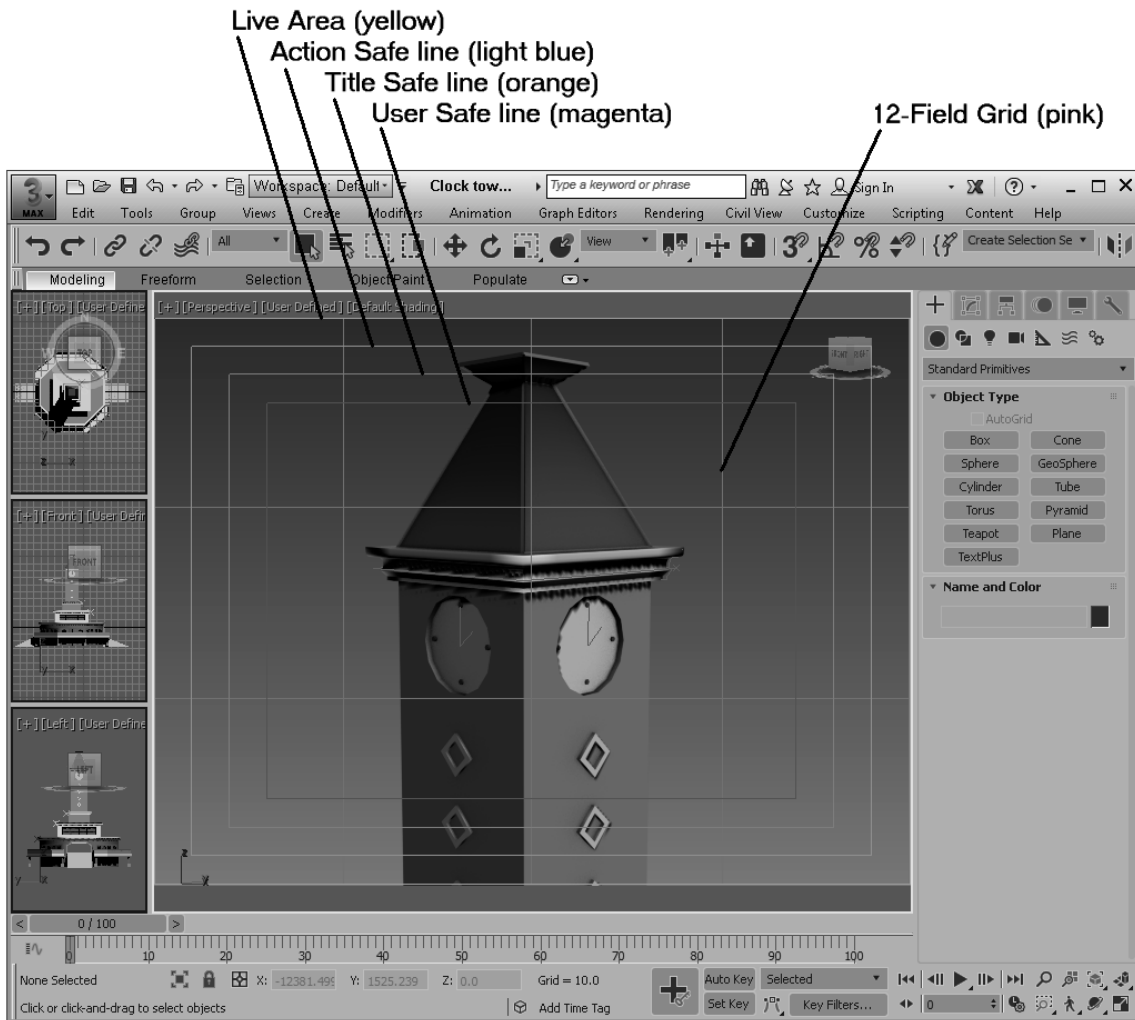 Live Area (yellow)
Action Safe line (light blue)
Title Safe line (orange)
User Safe line (magenta)
12-Field Grid (pink)
3 MAX
Workspace: Default
Clock tow...
Type a keyword or phrase
Sign In
Edit Tools Group Views Create Modifiers Animation Graph Editors Rendering Civil View Customize Scripting Content Help
All View 3 Create Selection Se
Modeling Freeform Selection Object Paint Populate
[+] [Top] [User Define
N
W TOP E
y
z x
[+] [Perspective] [User Defined] [Default Shading]
[+] [Front] [User Defin
FRONT
y x
[+] [Left] [User Define
LEFT
y x
z
y
Standard Primitives
Object Type
AutoGrid
Box Cone
Sphere GeoSphere
Cylinder Tube
Torus Pyramid
Teapot Plane
TextPlus
Name and Color
< 0 / 100 >
0 10 20 30 40 50 60 70 80 90 100
None Selected X: -12381.499 Y: 1525.239 Z: 0.0 Grid = 10.0 Auto Key Selected
Click or click-and-drag to select objects Add Time Tag Set Key Key Filters... 0